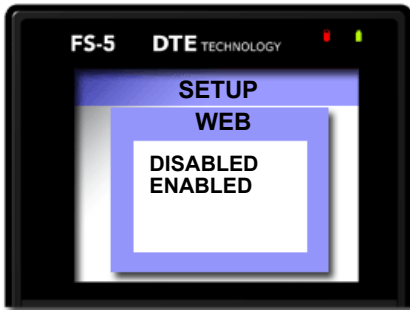 FS-5 DTE TECHNOLOGY
SETUP
WEB
DISABLED
ENABLED